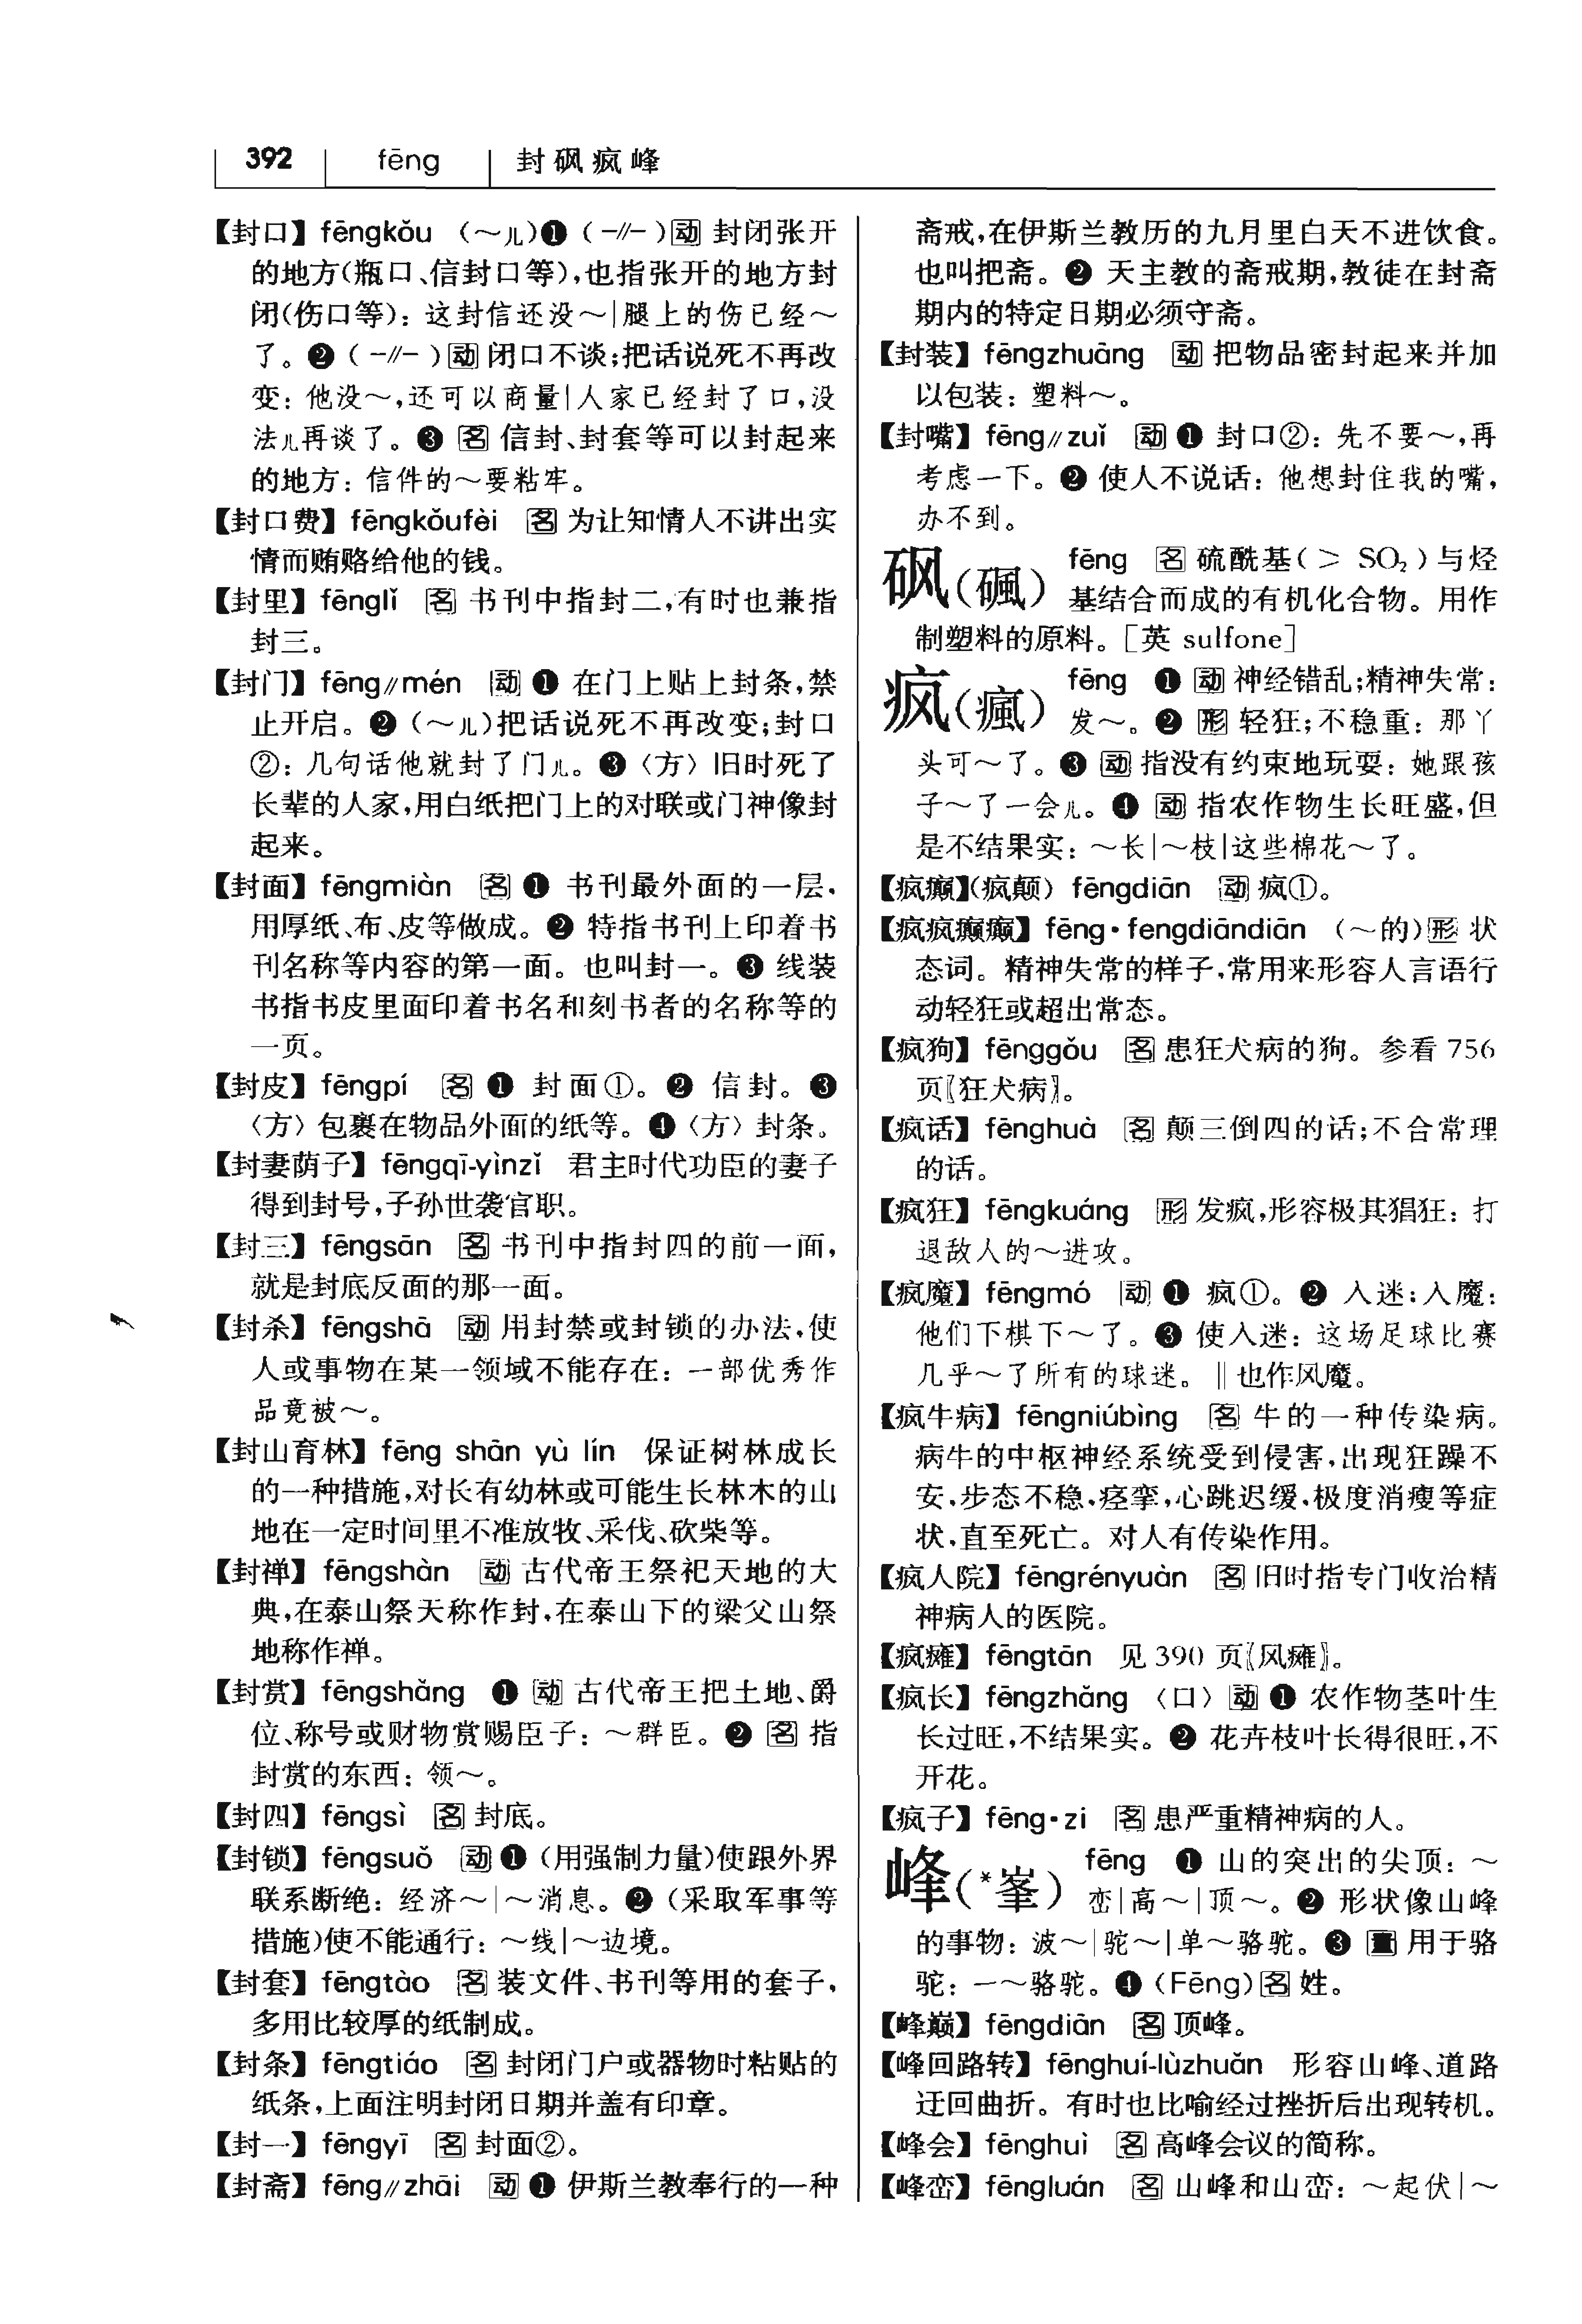 392 fēng 封砜疯峰
【封口】fēngkǒu （～儿）❶（-//-）动 封闭张开
的地方(瓶口、信封口等)，也指张开的地方封
闭(伤口等)：这封信还没～|腿上的伤已经～
了。❷（-//-）动 闭口不谈；把话说死不再改
变：他没～，还可以商量|人家已经封了口，没
法儿再谈了。❸ 名 信封、封套等可以封起来
的地方：信件的～要粘牢。
【封口费】fēngkǒufèi 名 为让知情人不讲出实
情而贿赂给他的钱。
【封里】fēnglǐ 名 书刊中指封二，有时也兼指
封三。
【封门】fēng//mén 动 ❶ 在门上贴上封条，禁
止开启。❷（～儿）把话说死不再改变；封口
②：几句话他就封了门儿。❸〈方〉旧时死了
长辈的人家，用白纸把门上的对联或门神像封
起来。
【封面】fēngmiàn 名 ❶ 书刊最外面的一层，
用厚纸、布、皮等做成。❷ 特指书刊上印着书
刊名称等内容的第一面。也叫封一。❸ 线装
书指书皮里面印着书名和刻书者的名称等的
一页。
【封皮】fēngpí 名 ❶ 封面①。❷ 信封。❸
〈方〉包裹在物品外面的纸等。❹〈方〉封条。
【封妻荫子】fēngqī-yìnzǐ 君主时代功臣的妻子
得到封号，子孙世袭官职。
【封三】fēngsān 名 书刊中指封四的前一面，
就是封底反面的那一面。
【封杀】fēngshā 动 用封禁或封锁的办法，使
人或事物在某一领域不能存在：一部优秀作
品竟被～。
【封山育林】fēng shān yù lín 保证树林成长
的一种措施，对长有幼林或可能生长林木的山
地在一定时间里不准放牧、采伐、砍柴等。
【封禅】fēngshàn 动 古代帝王祭祀天地的大
典，在泰山祭天称作封，在泰山下的梁父山祭
地称作禅。
【封赏】fēngshǎng ❶ 动 古代帝王把土地、爵
位、称号或财物赏赐臣子：～群臣。❷ 名 指
封赏的东西：领～。
【封四】fēngsì 名 封底。
【封锁】fēngsuǒ 动 ❶（用强制力量）使跟外界
联系断绝：经济～|～消息。❷（采取军事等
措施）使不能通行：～线|～边境。
【封套】fēngtào 名 装文件、书刊等用的套子，
多用比较厚的纸制成。
【封条】fēngtiáo 名 封闭门户或器物时粘贴的
纸条，上面注明封闭日期并盖有印章。
【封一】fēngyī 名 封面②。
【封斋】fēng//zhāi 动 ❶ 伊斯兰教奉行的一种
斋戒，在伊斯兰教历的九月里白天不进饮食。
也叫把斋。❷ 天主教的斋戒期，教徒在封斋
期内的特定日期必须守斋。
【封装】fēngzhuāng 动 把物品密封起来并加
以包装：塑料～。
【封嘴】fēng//zuǐ 动 ❶ 封口②：先不要～，再
考虑一下。❷ 使人不说话：他想封住我的嘴，
办不到。
砜（碸） fēng 名 硫酰基（＞SO₂）与烃
基结合而成的有机化合物。用作
制塑料的原料。[英 sulfone]
疯（瘋） fēng ❶ 动 神经错乱；精神失常：
发～。❷ 形 轻狂；不稳重：那丫
头可～了。❸ 动 指没有约束地玩耍：她跟孩
子～了一会儿。❹ 动 指农作物生长旺盛，但
是不结果实：～长|～枝|这些棉花～了。
【疯癫】（疯颠）fēngdiān 动 疯①。
【疯疯癫癫】fēng·fengdiāndiān （～的）形 状
态词。精神失常的样子，常用来形容人言语行
动轻狂或超出常态。
【疯狗】fēnggǒu 名 患狂犬病的狗。参看 756
页〖狂犬病〗。
【疯话】fēnghuà 名 颠三倒四的话；不合常理
的话。
【疯狂】fēngkuáng 形 发疯，形容极其猖狂：打
退敌人的～进攻。
【疯魔】fēngmó 动 ❶ 疯①。❷ 入迷；入魔：
他们下棋下～了。❸ 使入迷：这场足球比赛
几乎～了所有的球迷。‖也作风魔。
【疯牛病】fēngniúbìng 名 牛的一种传染病。
病牛的中枢神经系统受到侵害，出现狂躁不
安，步态不稳，痉挛，心跳迟缓，极度消瘦等症
状，直至死亡。对人有传染作用。
【疯人院】fēngrényuàn 名 旧时指专门收治精
神病人的医院。
【疯瘫】fēngtān 见 390 页〖风瘫〗。
【疯长】fēngzhǎng 〈口〉动 ❶ 农作物茎叶生
长过旺，不结果实。❷ 花卉枝叶长得很旺，不
开花。
【疯子】fēng·zi 名 患严重精神病的人。
峰（*峯） fēng ❶ 山的突出的尖顶：～
峦|高～|顶～。❷ 形状像山峰
的事物：波～|驼～|单～骆驼。❸ 量 用于骆
驼：一～骆驼。❹（Fēng）名 姓。
【峰巅】fēngdiān 名 顶峰。
【峰回路转】fēnghuí-lùzhuǎn 形容山峰、道路
迂回曲折。有时也比喻经过挫折后出现转机。
【峰会】fēnghuì 名 高峰会议的简称。
【峰峦】fēngluán 名 山峰和山峦：～起伏|～